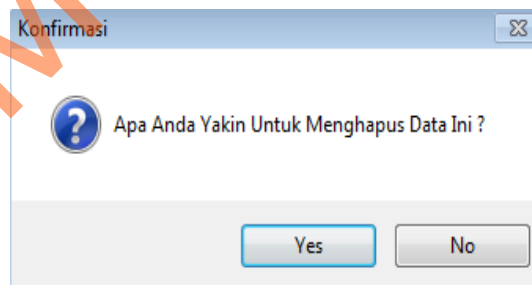 Konfirmasi
Apa Anda Yakin Untuk Menghapus Data Ini ?
Yes
No